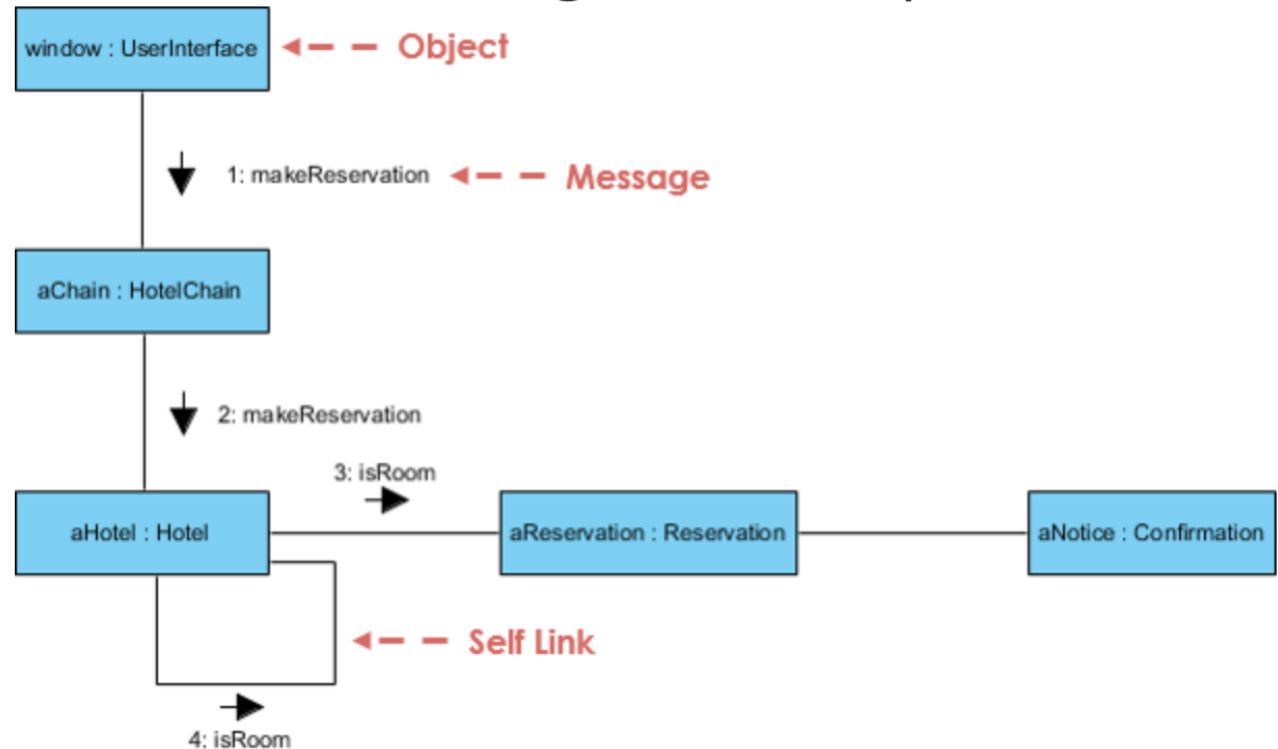 window : UserInterface
Object
1: makeReservation
Message
aChain : HotelChain
2: makeReservation
3: isRoom
aHotel : Hotel
aReservation : Reservation
aNotice : Confirmation
Self Link
4: isRoom